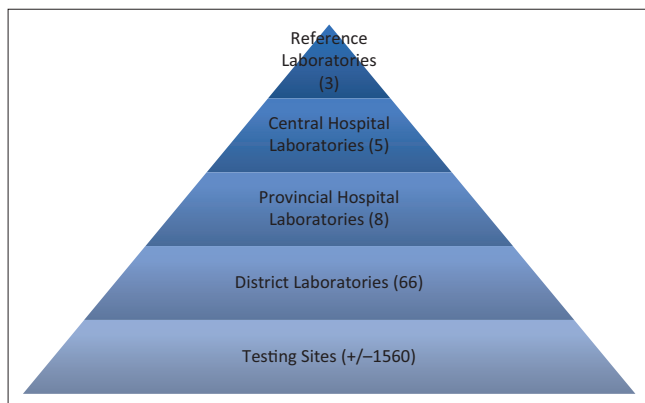 Reference
Laboratories
(3)
Central Hospital
Laboratories (5)
Provincial Hospital
Laboratories (8)
District Laboratories (66)
Testing Sites (+/–1560)